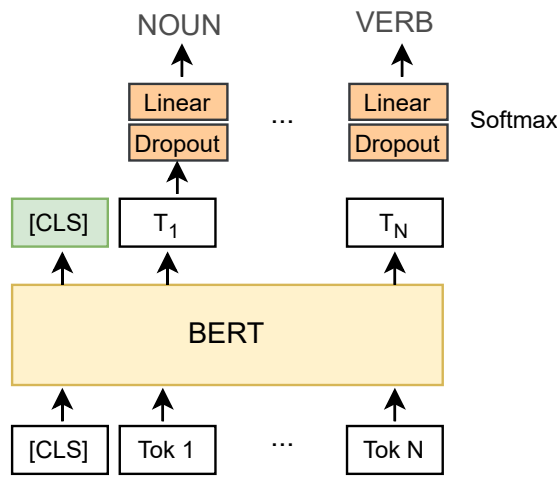 NOUN VERB
Linear ... Linear
Softmax
Dropout Dropout
[CLS] T1 TN
BERT
[CLS] Tok 1 ... Tok N